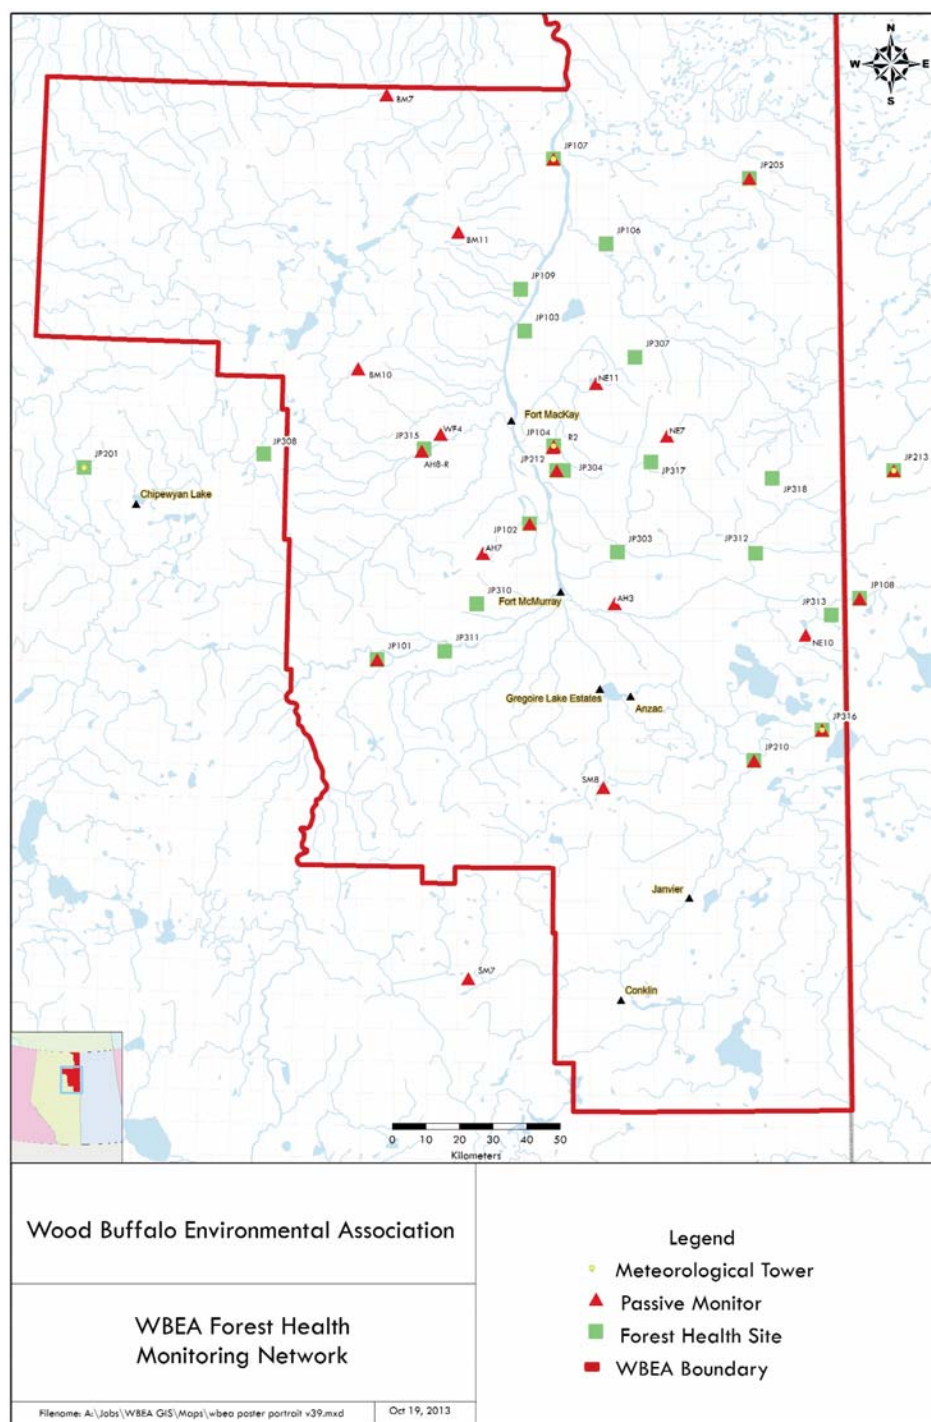 N
W E
S
BM7
JP107
JP205
BM11
JP106
JP109
JP103
JP307
BM10
NE11
Fort MacKay
WF4
JP315
AH8-R
JP104
R2
NE7
JP308
JP201
JP212
JP304
JP317
JP213
JP318
Chipewyan Lake
JP102
JP303
JP312
AH7
JP310
Fort McMurray
AH3
JP108
JP313
NE10
JP311
JP101
Gregoire Lake Estates
Anzac
JP316
JP210
SM8
Janvier
SM7
Conklin
0 10 20 30 40 50
Kilometers
Wood Buffalo Environmental Association
WBEA Forest Health
Monitoring Network
Filename: A:\Jobs\WBEA GIS\Maps\wbea poster portrait v39.mxd
Oct 19, 2013
Legend
Meteorological Tower
Passive Monitor
Forest Health Site
WBEA Boundary